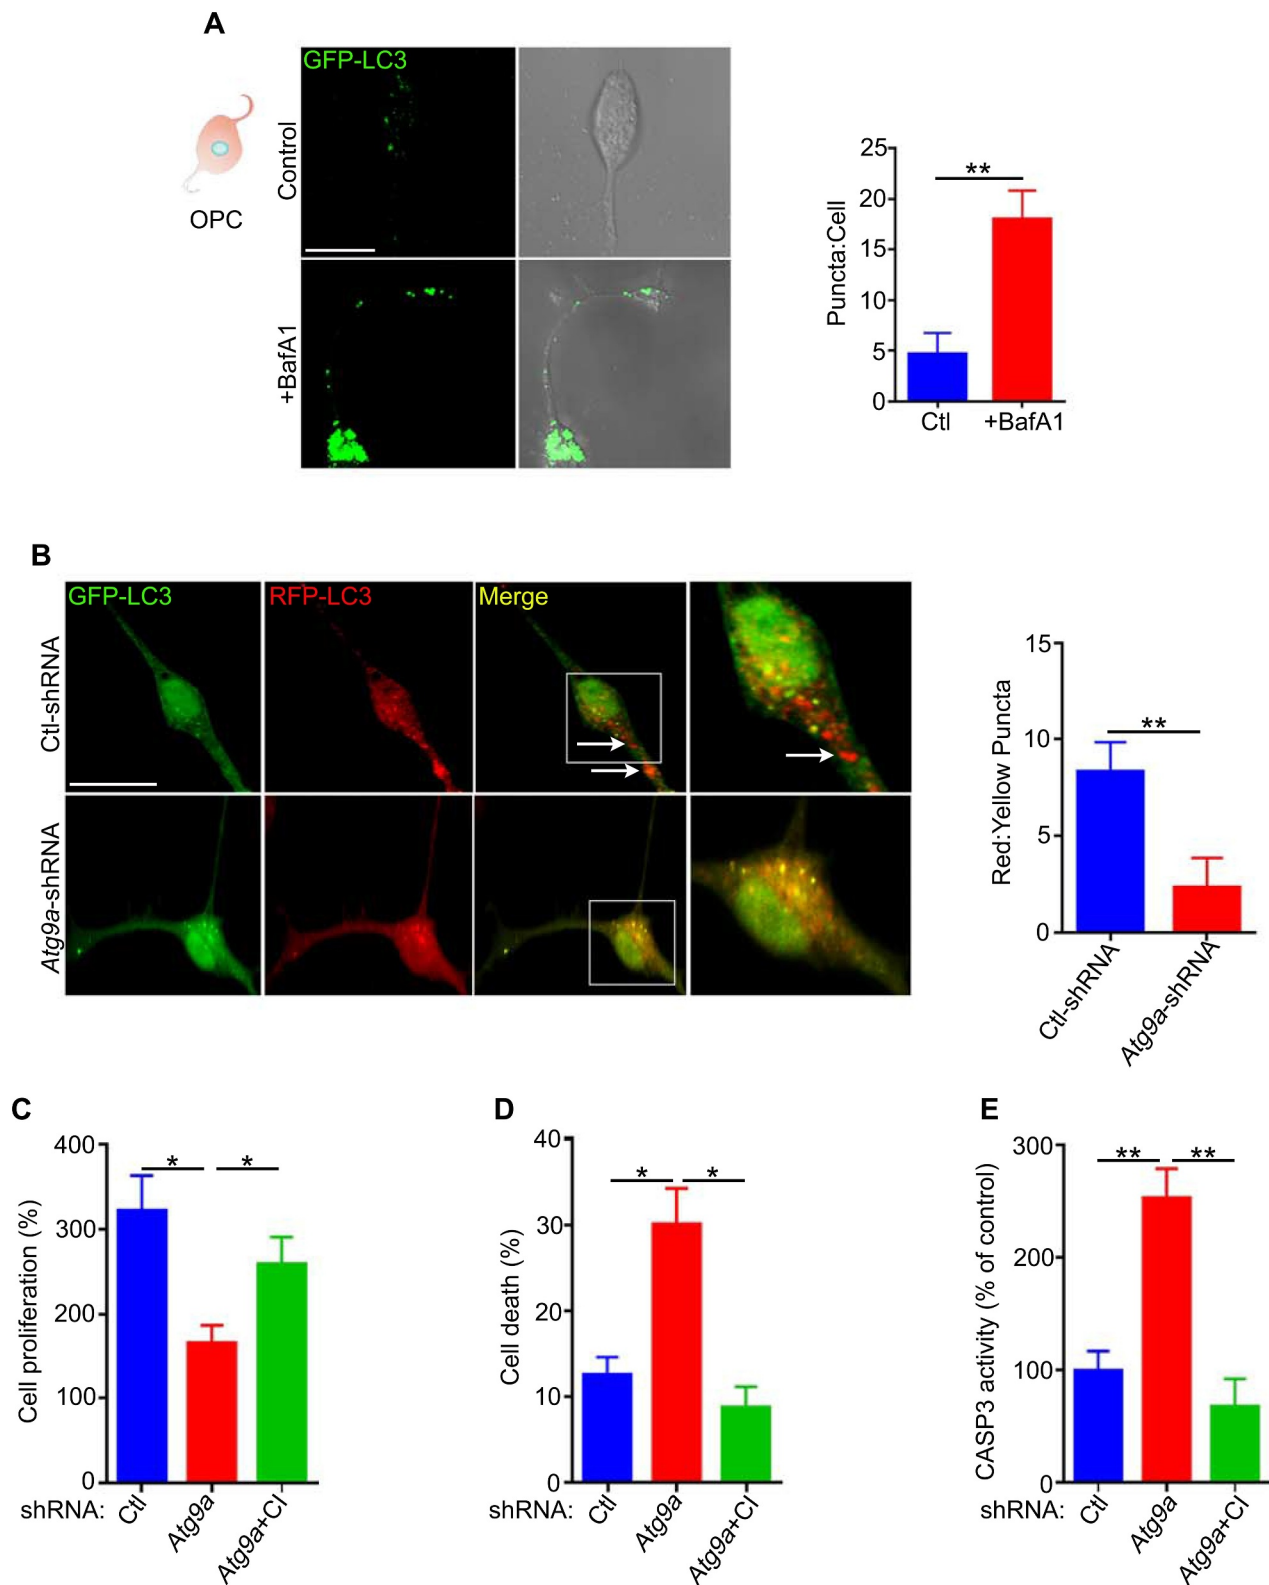 A
GFP-LC3
Control
OPC
+BafA1
Puncta:Cell
25
20
15
10
5
0
**
Ctl
+BafA1
B
GFP-LC3
RFP-LC3
Merge
Ctl-shRNA
Atg9a-shRNA
Red:Yellow Puncta
15
10
5
0
**
Ctl-shRNA
Atg9a-shRNA
C
Cell proliferation (%)
400
300
200
100
0
*
*
shRNA:
Ctl
Atg9a
Atg9a+CI
D
Cell death (%)
40
30
20
10
0
*
*
shRNA:
Ctl
Atg9a
Atg9a+CI
E
CASP3 activity (% of control)
300
200
100
0
**
**
shRNA:
Ctl
Atg9a
Atg9a+CI